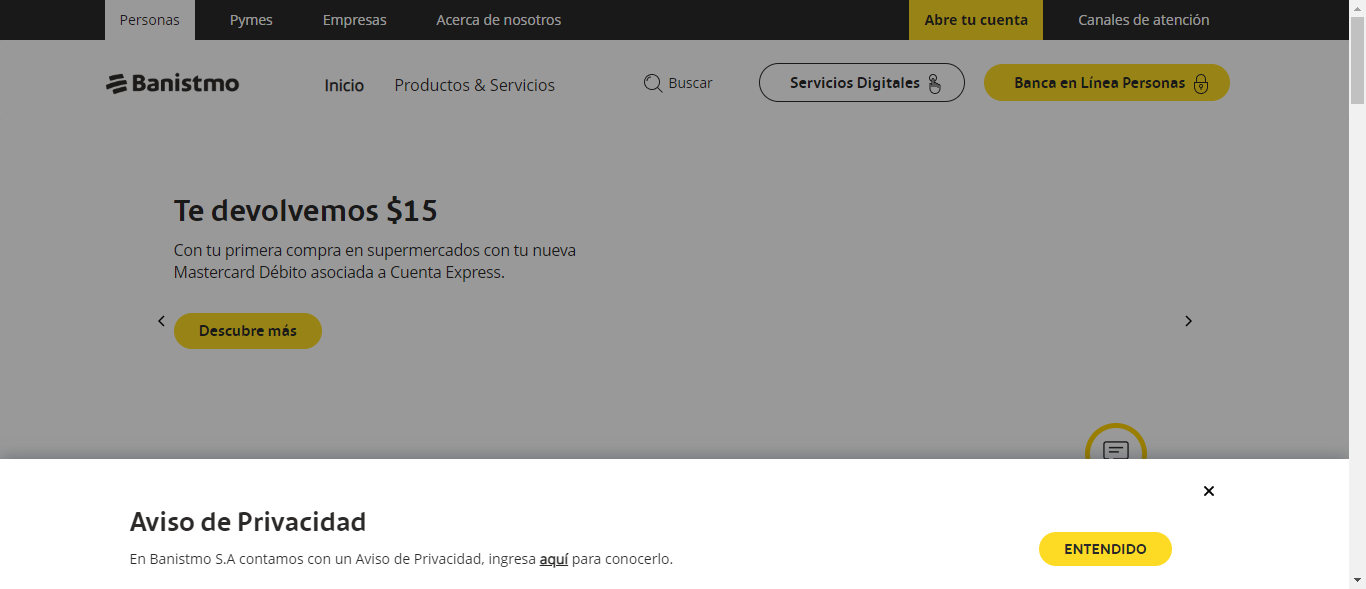 Personas Pymes Empresas Acerca de nosotros Abre tu cuenta Canales de atención
Banistmo Inicio Productos & Servicios Buscar Servicios Digitales Banca en Línea Personas
Te devolvemos $15
Con tu primera compra en supermercados con tu nueva
Mastercard Débito asociada a Cuenta Express.
Descubre más
Aviso de Privacidad
En Banistmo S.A contamos con un Aviso de Privacidad, ingresa aquí para conocerlo.
ENTENDIDO